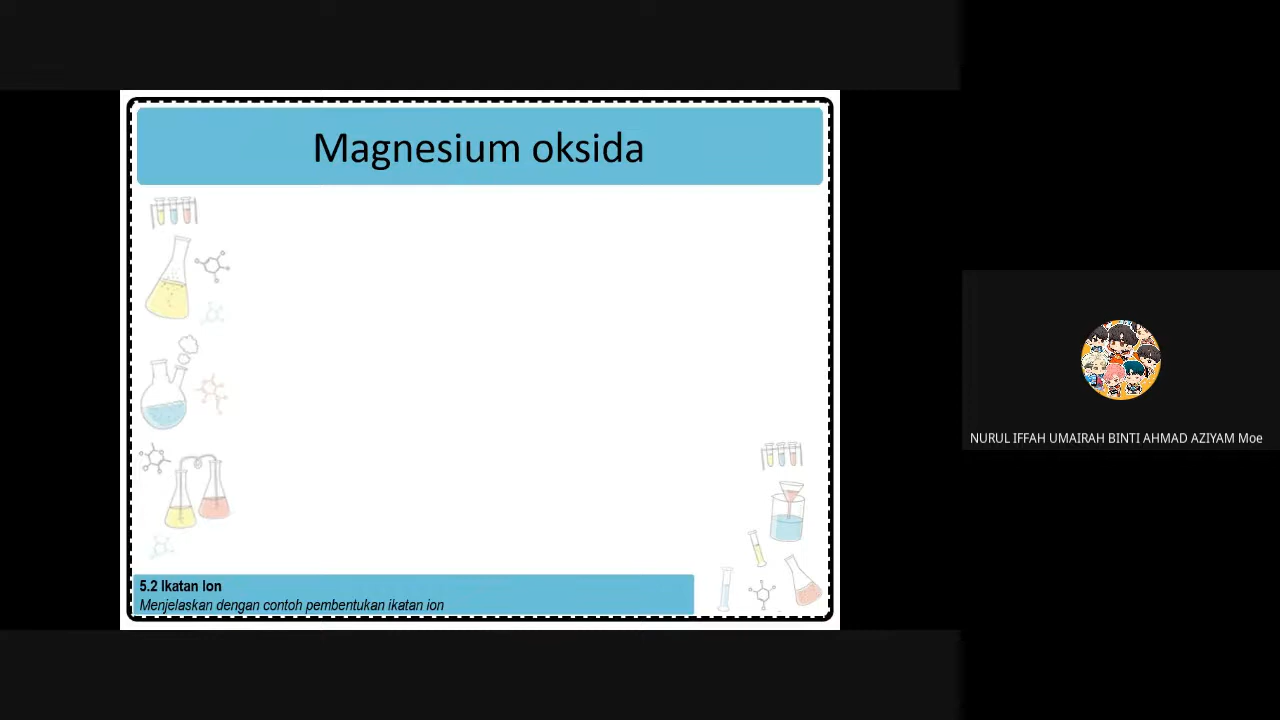 Magnesium oksida
5.2 Ikatan Ion
Menjelaskan dengan contoh pembentukan ikatan ion
NURUL IFFAH UMAIRAH BINTI AHMAD AZIYAM Moe